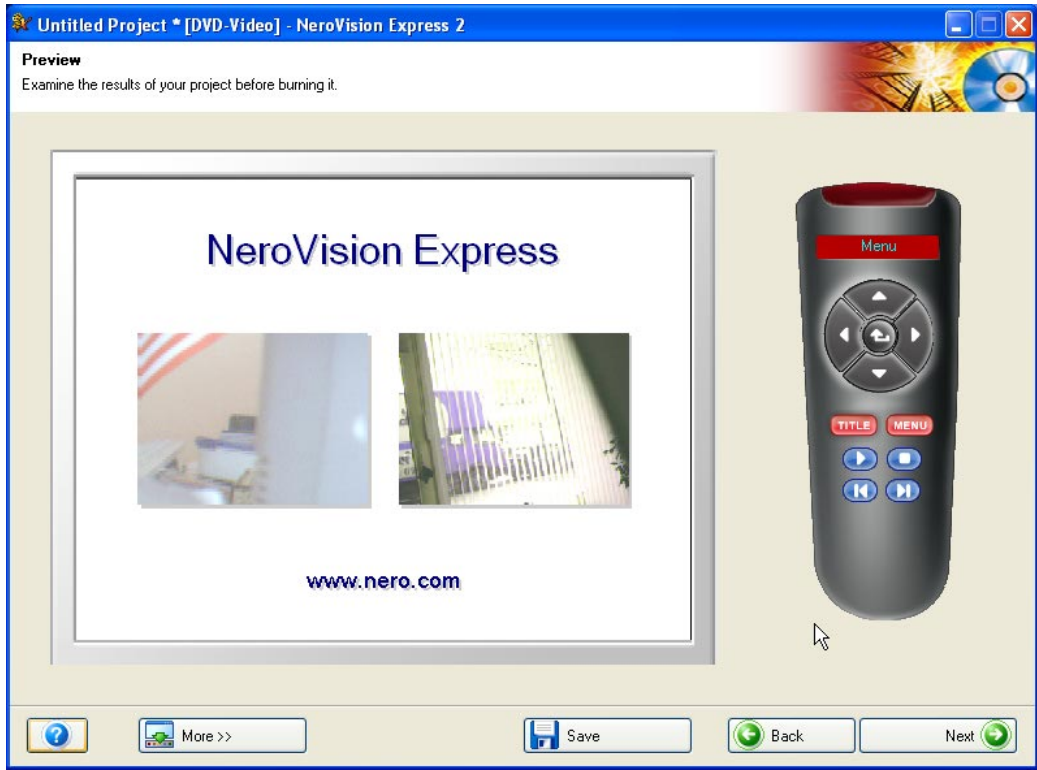 Untitled Project * [DVD-Video] - NeroVision Express 2
Preview
Examine the results of your project before burning it.
NeroVision Express
www.nero.com
Menu
TITLE MENU
More >>
Save
Back
Next